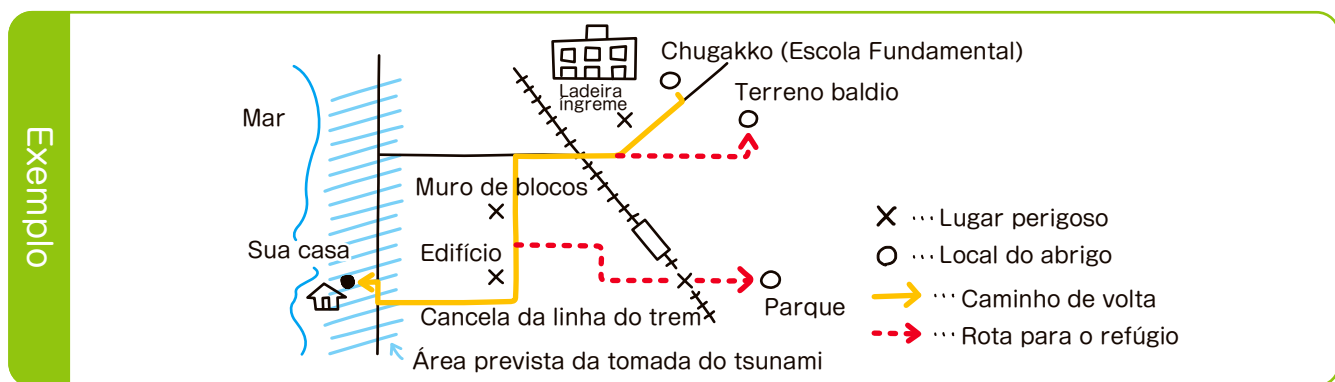 Exemplo
Chugakko (Escola Fundamental)
Ladeira
ingreme
Terreno baldio
Mar
Muro de blocos
Sua casa
Edifício
Parque
Cancela da linha do trem
Área prevista da tomada do tsunami
× ⋯ Lugar perigoso
○ ⋯ Local do abrigo
⋯ Caminho de volta
⋯ Rota para o refúgio